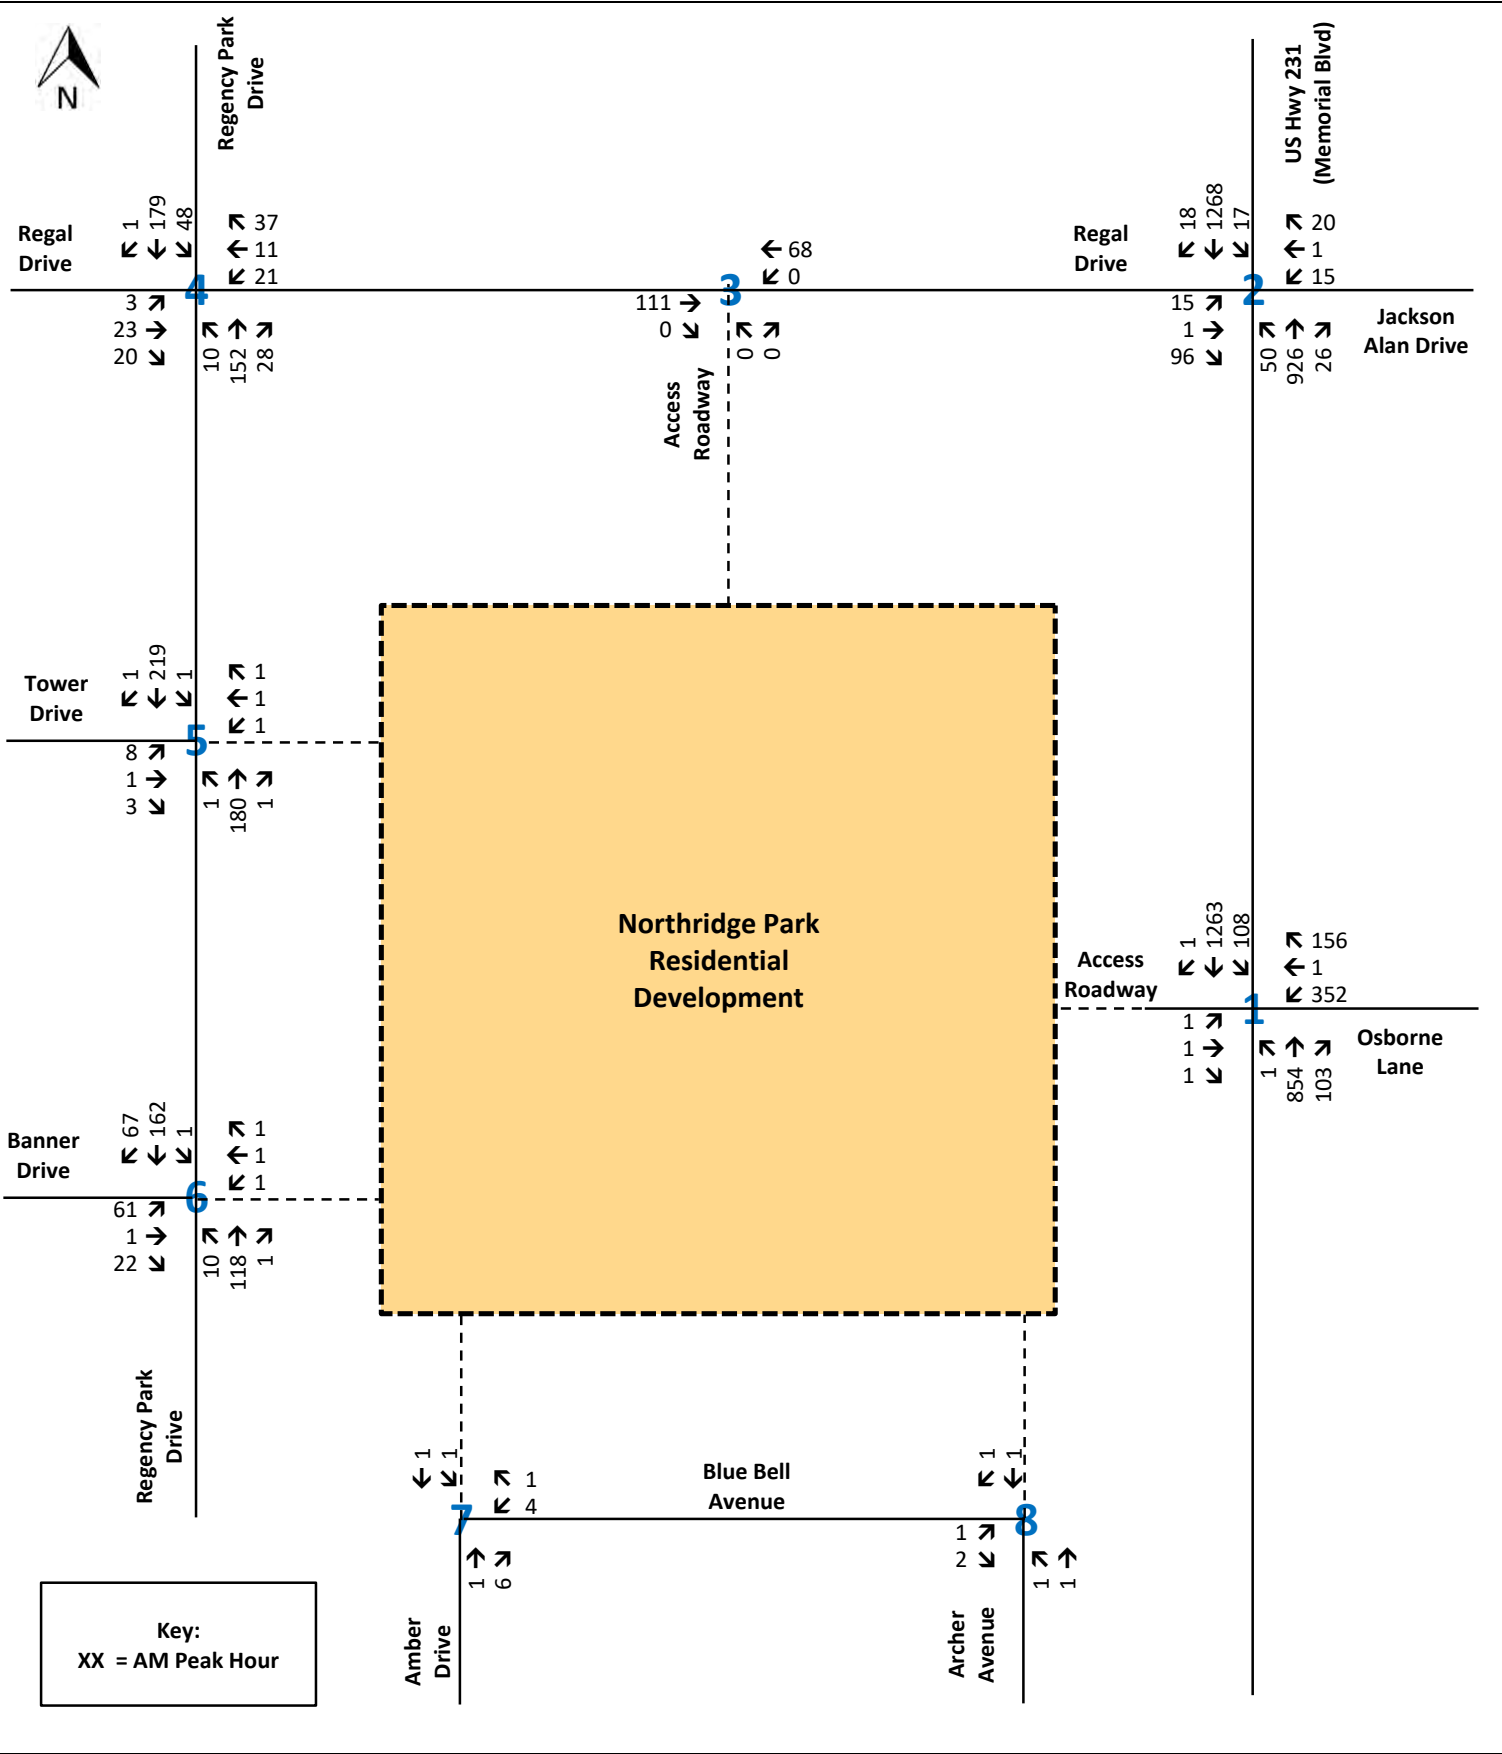 N
Regency Park
Drive
US Hwy 231
(Memorial Blvd)
Regal
Drive
1
179
48
37
11
21
4
3
23
20
10
152
28
68
0
3
111
0
0
0
Access
Roadway
Regal
Drive
18
1268
17
20
1
15
2
15
1
96
50
926
26
Jackson
Alan Drive
Tower
Drive
1
219
1
1
1
1
5
8
1
3
1
180
1
Northridge Park
Residential
Development
Access
Roadway
1
1263
108
156
1
352
1
1
1
1
1
854
103
Osborne
Lane
Banner
Drive
67
162
1
1
1
1
6
61
1
22
10
118
1
Regency Park
Drive
1
1
1
4
7
1
6
Amber
Drive
Blue Bell
Avenue
1
1
8
1
2
1
1
Archer
Avenue
Key:
XX = AM Peak Hour